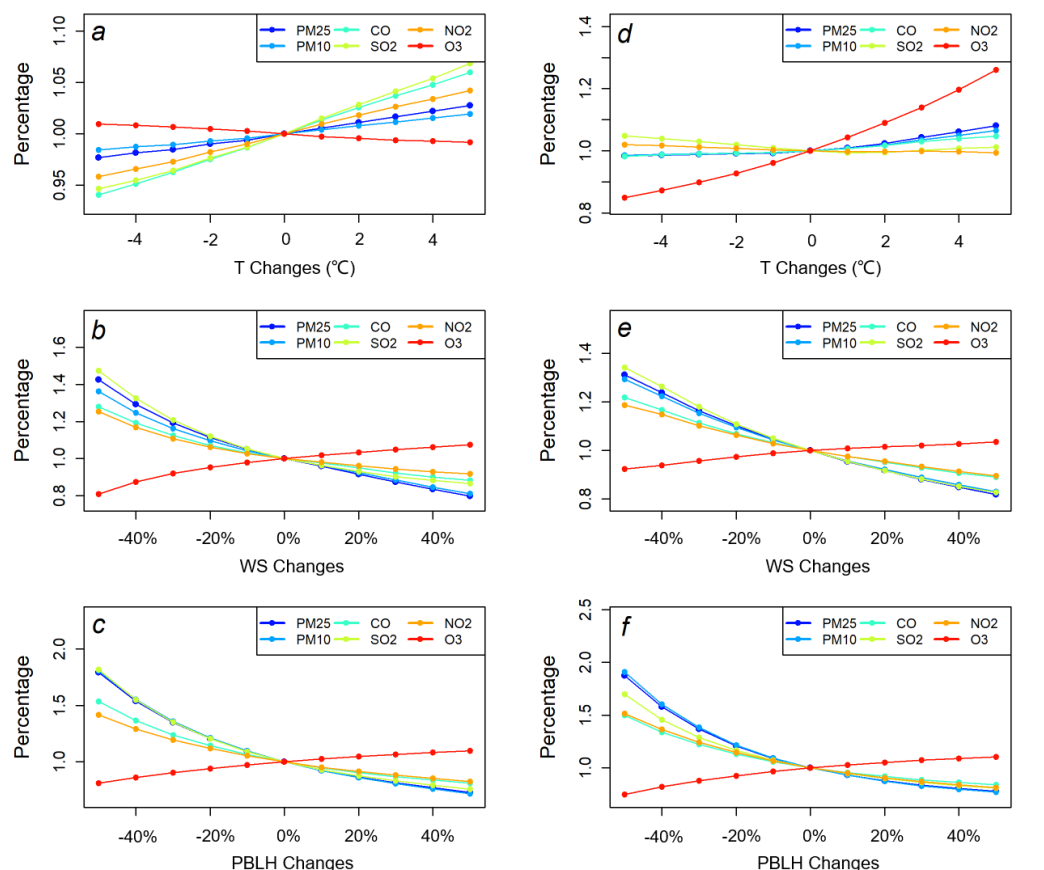 a
PM25 CO NO2
PM10 SO2 O3
Percentage
1.10
1.05
1.00
0.95
-4 -2 0 2 4
T Changes (℃)
d
PM25 CO NO2
PM10 SO2 O3
Percentage
1.4
1.2
1.0
0.8
-4 -2 0 2 4
T Changes (℃)
b
PM25 CO NO2
PM10 SO2 O3
Percentage
1.6
1.4
1.2
1.0
0.8
-40% -20% 0% 20% 40%
WS Changes
e
PM25 CO NO2
PM10 SO2 O3
Percentage
1.4
1.2
1.0
0.8
-40% -20% 0% 20% 40%
WS Changes
c
PM25 CO NO2
PM10 SO2 O3
Percentage
2.0
1.5
1.0
-40% -20% 0% 20% 40%
PBLH Changes
f
PM25 CO NO2
PM10 SO2 O3
Percentage
2.5
2.0
1.5
1.0
-40% -20% 0% 20% 40%
PBLH Changes